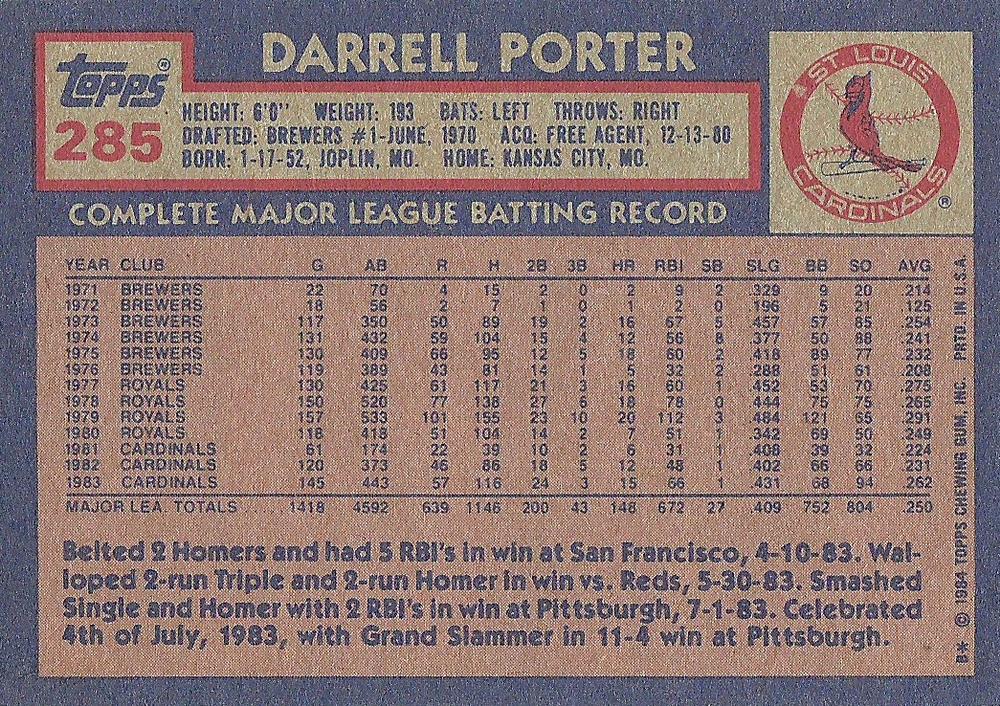 DARRELL PORTER
Topps®
285
HEIGHT: 6'0" WEIGHT: 193 BATS: LEFT THROWS: RIGHT
DRAFTED: BREWERS #1-JUNE, 1970 ACQ: FREE AGENT, 12-13-80
BORN: 1-17-52, JOPLIN, MO. HOME: KANSAS CITY, MO.
ST. LOUIS
CARDINALS
®
COMPLETE MAJOR LEAGUE BATTING RECORD
YEAR CLUB G AB R H 2B 3B HR RBI SB SLG BB SO AVG
1971 BREWERS 22 70 4 15 2 0 2 9 2 .329 9 20 .214
1972 BREWERS 18 56 2 7 1 0 1 2 0 .196 5 21 .125
1973 BREWERS 117 350 50 89 19 2 16 67 5 .457 57 85 .254
1974 BREWERS 131 432 59 104 15 4 12 56 8 .377 50 88 .241
1975 BREWERS 130 409 66 95 12 5 18 60 2 .418 89 77 .232
1976 BREWERS 119 389 43 81 14 1 5 32 2 .288 51 61 .208
1977 ROYALS 130 425 61 117 21 3 16 60 1 .452 53 70 .275
1978 ROYALS 150 520 77 138 27 6 18 78 0 .444 75 75 .265
1979 ROYALS 157 533 101 155 23 10 20 112 3 .484 121 65 .291
1980 ROYALS 118 418 51 104 14 2 7 51 1 .342 69 50 .249
1981 CARDINALS 61 174 22 39 10 2 6 31 1 .408 39 32 .224
1982 CARDINALS 120 373 46 86 18 5 12 48 1 .402 66 66 .231
1983 CARDINALS 145 443 57 116 24 3 15 66 1 .431 68 94 .262
MAJOR LEA. TOTALS 1418 4592 639 1146 200 43 148 672 27 .409 752 804 .250
Belted 2 Homers and had 5 RBI's in win at San Francisco, 4-10-83. Wal-
loped 2-run Triple and 2-run Homer in win vs. Reds, 5-30-83. Smashed
Single and Homer with 2 RBI's in win at Pittsburgh, 7-1-83. Celebrated
4th of July, 1983, with Grand Slammer in 11-4 win at Pittsburgh.
B* © 1984 TOPPS CHEWING GUM, INC. PRTD. IN U.S.A.